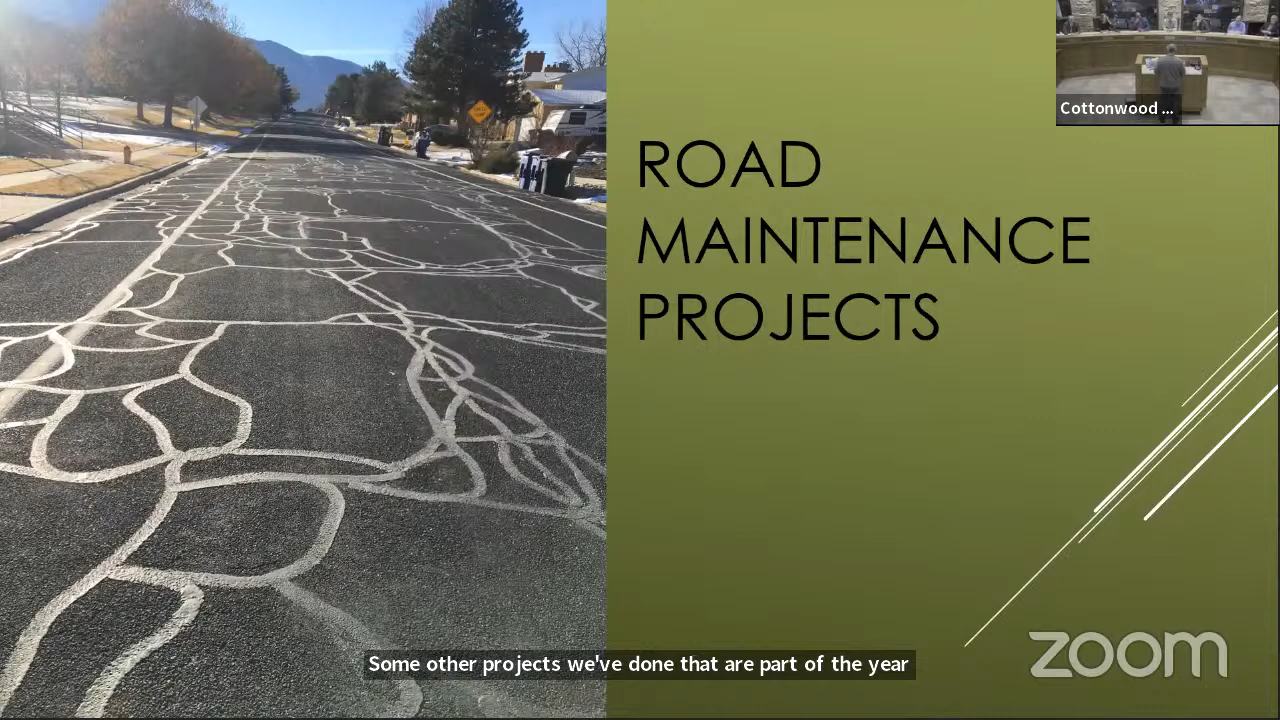 Cottonwood ...
ROAD
MAINTENANCE
PROJECTS
Some other projects we've done that are part of the year
zoom